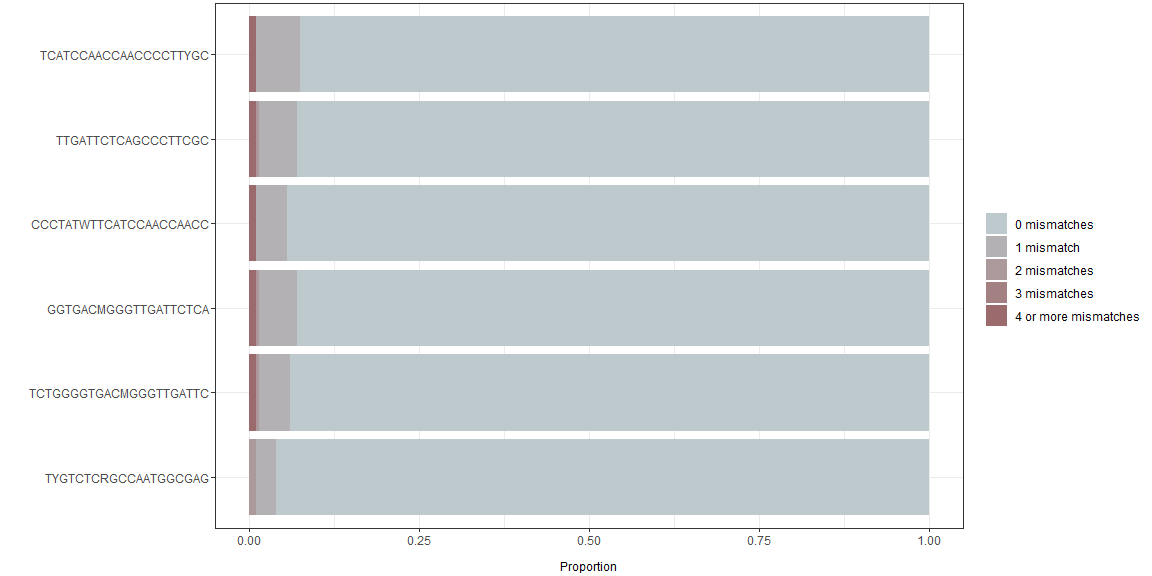 TCATCCAACCAACCCCTTYGC
TTGATTCTCAGCCCTTCGC
CCCTATWTTCATCCAACCAACC
GGTGACMGGGTTGATTCTCA
TCTGGGGTGACMGGGTTGATTC
TYGTCTCRGCCAATGGCGAG
0.00 0.25 0.50 0.75 1.00
Proportion
0 mismatches
1 mismatch
2 mismatches
3 mismatches
4 or more mismatches